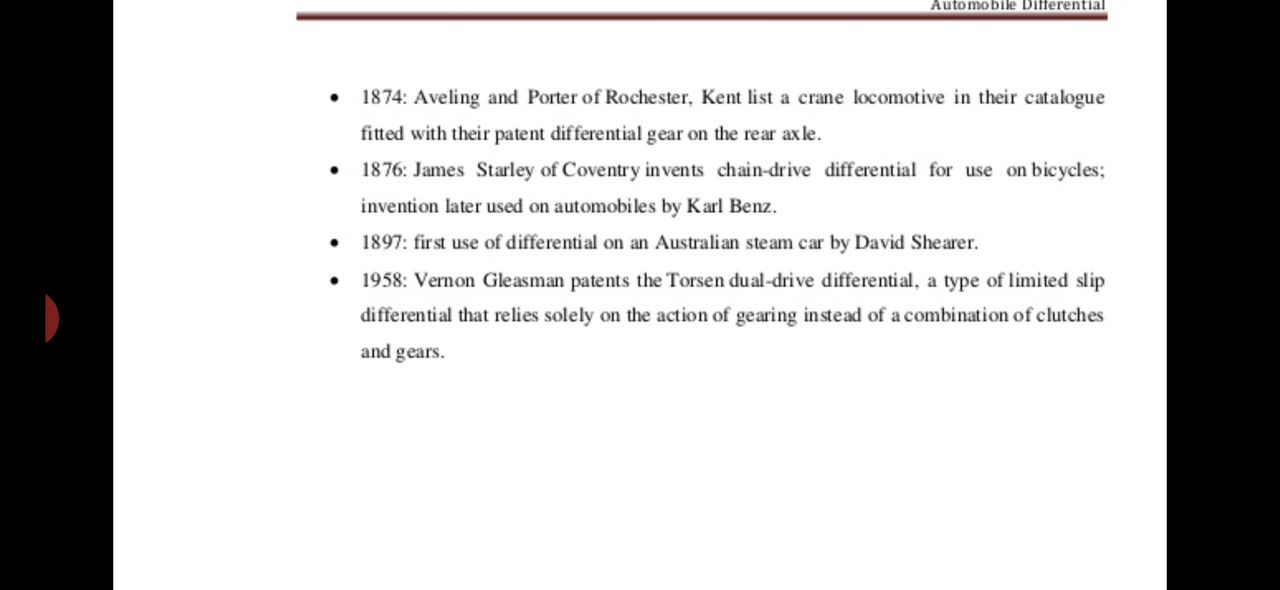 Automobile Differential
• 1874: Aveling and Porter of Rochester, Kent list a crane locomotive in their catalogue
fitted with their patent differential gear on the rear axle.
• 1876: James Starley of Coventry invents chain-drive differential for use on bicycles;
invention later used on automobiles by Karl Benz.
• 1897: first use of differential on an Australian steam car by David Shearer.
• 1958: Vernon Gleasman patents the Torsen dual-drive differential, a type of limited slip
differential that relies solely on the action of gearing instead of a combination of clutches
and gears.